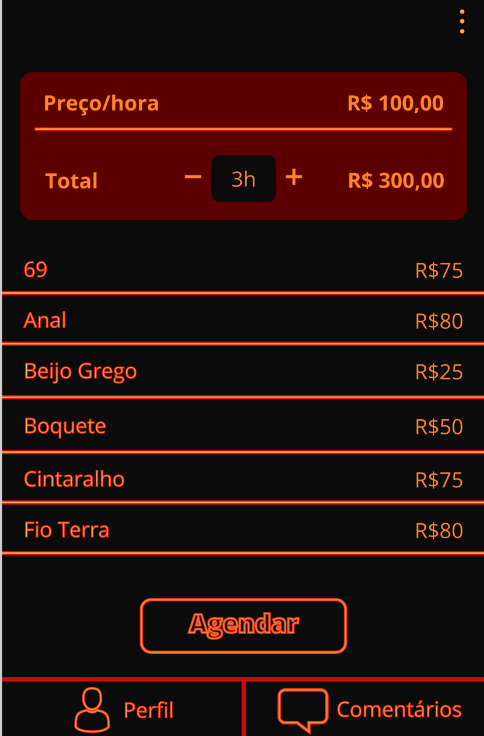 Preço/hora R$ 100,00
Total − 3h + R$ 300,00
69 R$75
Anal R$80
Beijo Grego R$25
Boquete R$50
Cintaralho R$75
Fio Terra R$80
Agendar
Perfil Comentários